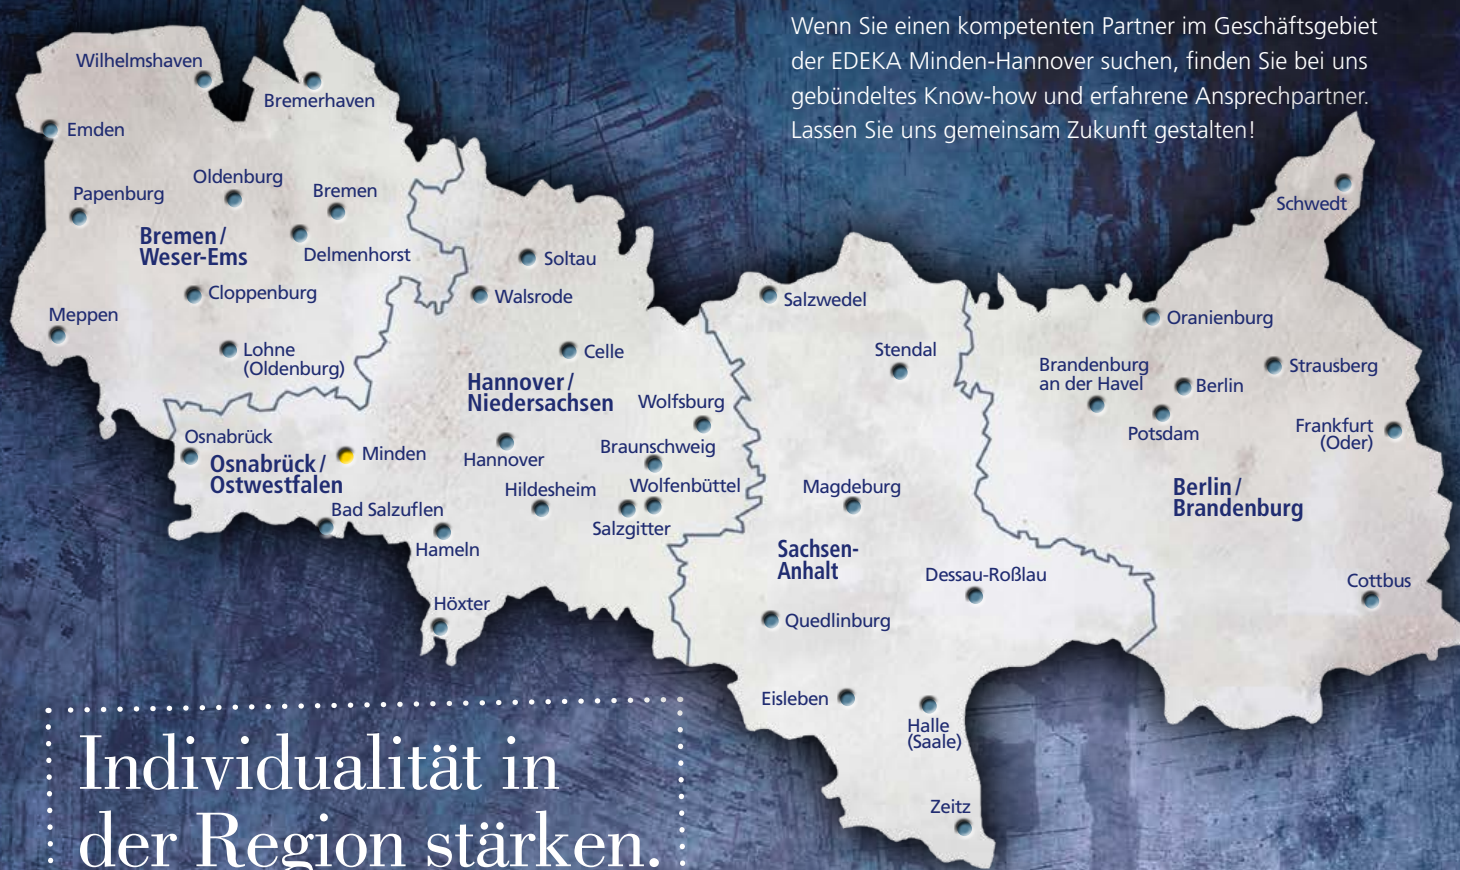 Wenn Sie einen kompetenten Partner im Geschäftsgebiet
der EDEKA Minden-Hannover suchen, finden Sie bei uns
gebündeltes Know-how und erfahrene Ansprechpartner.
Lassen Sie uns gemeinsam Zukunft gestalten!
Wilhelmshaven
Bremerhaven
Emden
Oldenburg
Papenburg
Bremen
Bremen/
Weser-Ems
Delmenhorst
Cloppenburg
Meppen
Lohne
(Oldenburg)
Soltau
Walsrode
Celle
Hannover/
Niedersachsen
Wolfsburg
Braunschweig
Hannover
Hildesheim
Wolfenbüttel
Salzgitter
Osnabrück
Osnabrück/
Ostwestfalen
Minden
Bad Salzuflen
Hameln
Höxter
Salzwedel
Stendal
Magdeburg
Sachsen-
Anhalt
Dessau-Roßlau
Quedlinburg
Eisleben
Halle
(Saale)
Zeitz
Schwedt
Oranienburg
Brandenburg
an der Havel
Berlin
Strausberg
Potsdam
Frankfurt
(Oder)
Berlin/
Brandenburg
Cottbus
Individualität in
der Region stärken.